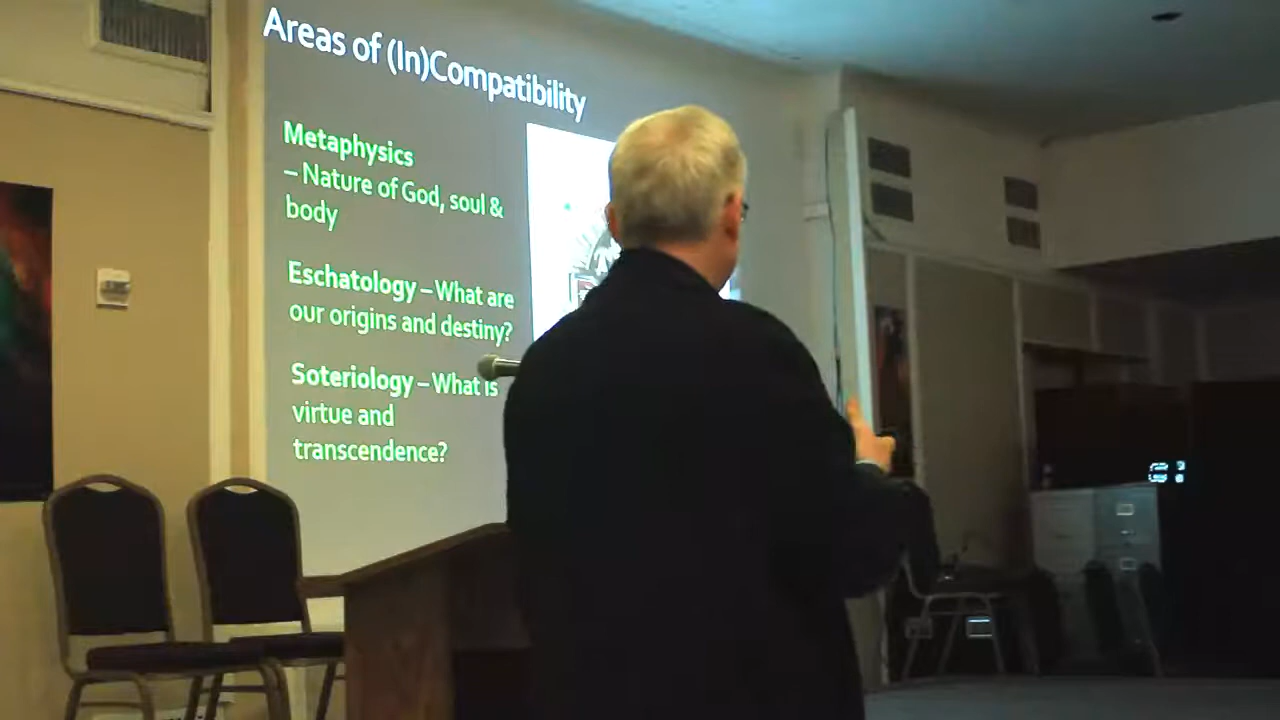 Areas of (In)Compatibility
Metaphysics
– Nature of God, soul &
body
Eschatology – What are
our origins and destiny?
Soteriology – What is
virtue and
transcendence?